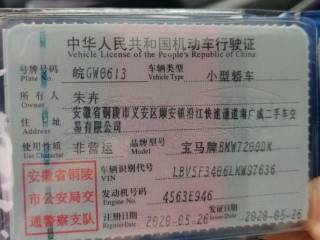 中华人民共和国机动车行驶证
Vehicle License of the People's Republic of China
号牌号码 皖GW0613 车辆类型 小型轿车
Plate No. Vehicle Type
所有人 朱卉
Owner
住址 安徽省铜陵市义安区顺安镇沿江快速通道南广成二手车交
Address 易有限公司
使用性质 非营运 品牌型号 宝马牌BMW7200DM
Use Character Model
安徽省铜陵
市公安局交
通警察支队
车辆识别代号 LBVSF3406LKW97636
VIN
发动机号码 4563E946
Engine No.
注册日期 2020-05-26 发证日期 2020-05-26
Register Date Issue Date